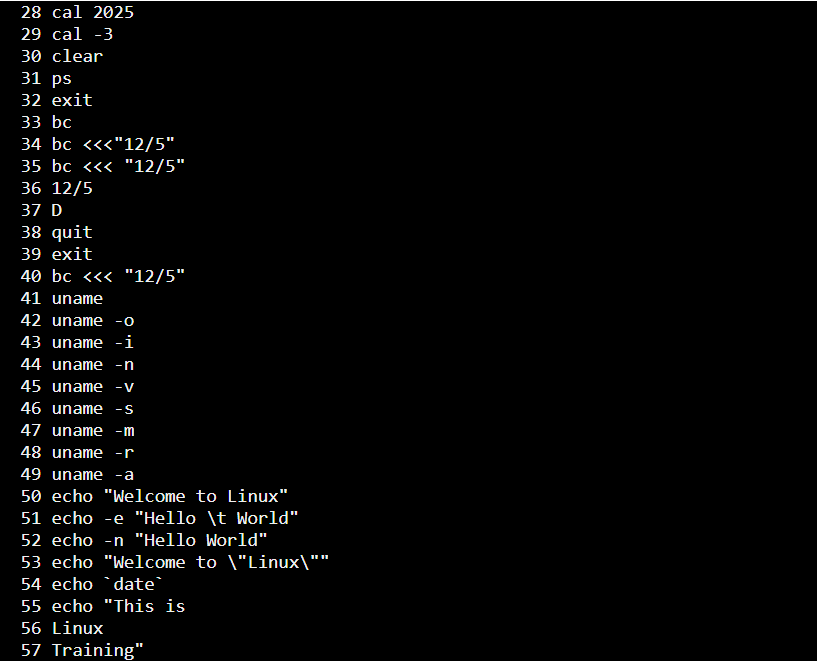 28 cal 2025
29 cal -3
30 clear
31 ps
32 exit
33 bc
34 bc <<<"12/5"
35 bc <<< "12/5"
36 12/5
37 D
38 quit
39 exit
40 bc <<< "12/5"
41 uname
42 uname -o
43 uname -i
44 uname -n
45 uname -v
46 uname -s
47 uname -m
48 uname -r
49 uname -a
50 echo "Welcome to Linux"
51 echo -e "Hello \t World"
52 echo -n "Hello World"
53 echo "Welcome to \"Linux\""
54 echo `date`
55 echo "This is
56 Linux
57 Training"